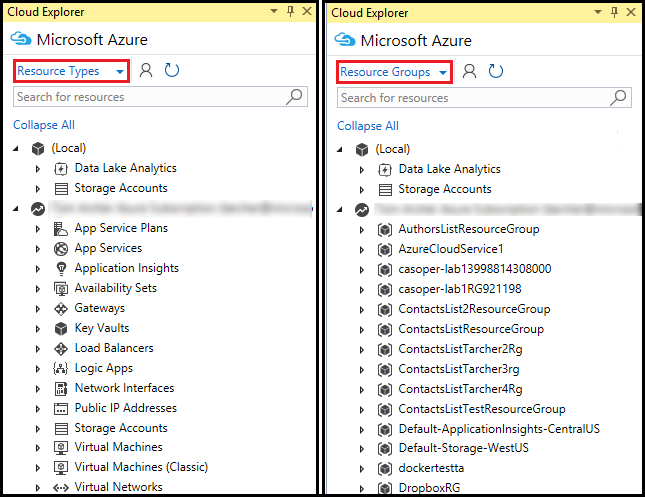 Cloud Explorer
Microsoft Azure
Resource Types
Search for resources
Collapse All
(Local)
Data Lake Analytics
Storage Accounts
App Service Plans
App Services
Application Insights
Availability Sets
Gateways
Key Vaults
Load Balancers
Logic Apps
Network Interfaces
Public IP Addresses
Storage Accounts
Virtual Machines
Virtual Machines (Classic)
Virtual Networks
Cloud Explorer
Microsoft Azure
Resource Groups
Search for resources
Collapse All
(Local)
Data Lake Analytics
Storage Accounts
AuthorsListResourceGroup
AzureCloudService1
casoper-lab13998814308000
casoper-lab1RG921198
ContactsList2ResourceGroup
ContactsListResourceGroup
ContactsListTarcher2Rg
ContactsListTarcher3rg
ContactsListTarcher4Rg
ContactsListTestResourceGroup
Default-ApplicationInsights-CentralUS
Default-Storage-WestUS
dockertestta
DropboxRG